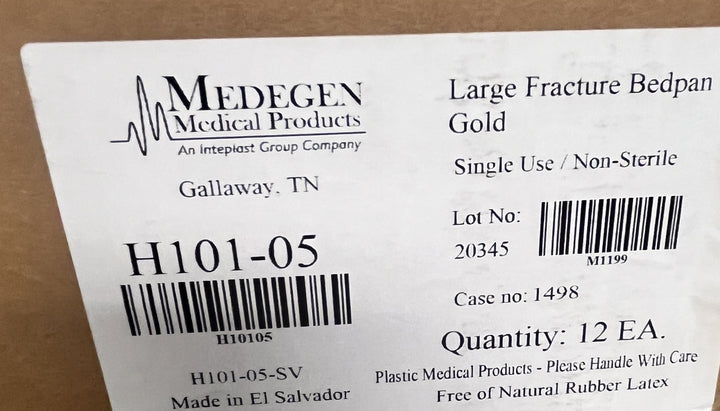 MEDEGEN
Medical Products
An Inteplast Group Company
Gallaway, TN
H101-05
H10105
H101-05-SV
Made in El Salvador
Large Fracture Bedpan
Gold
Single Use / Non-Sterile
Lot No:
20345
M1199
Case no: 1498
Quantity: 12 EA.
Plastic Medical Products - Please Handle With Care
Free of Natural Rubber Latex